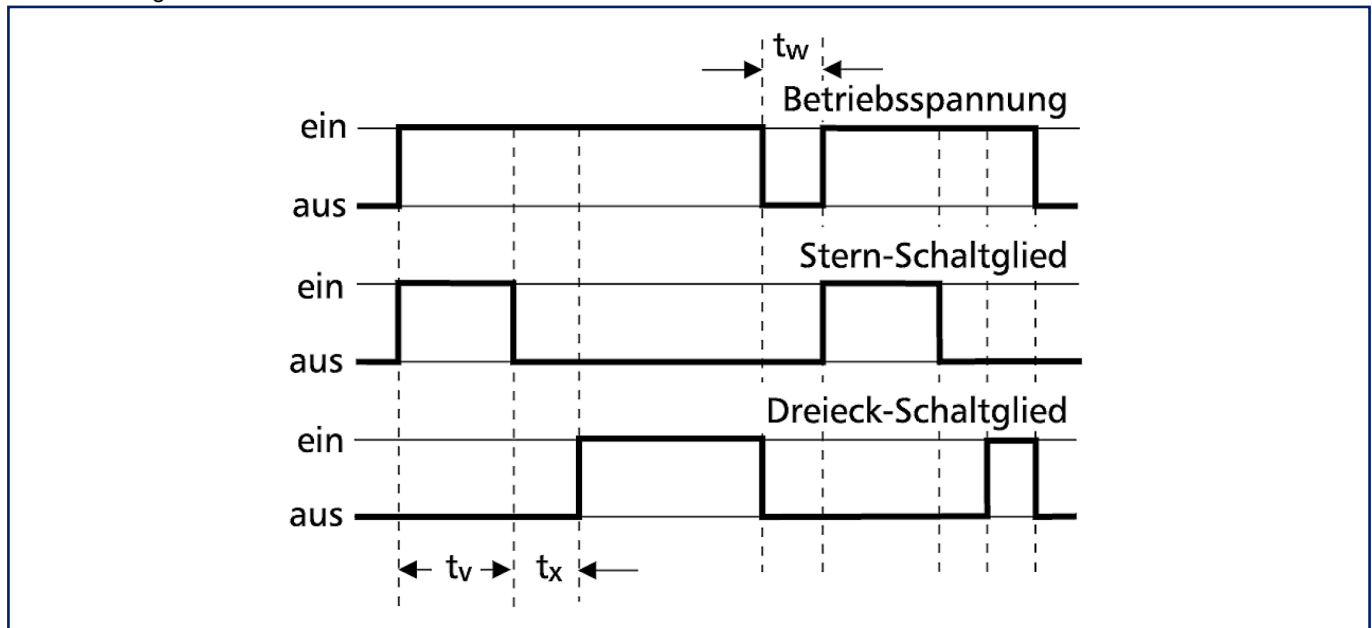 tw
Betriebsspannung
ein
aus
Stern-Schaltglied
ein
aus
Dreieck-Schaltglied
ein
aus
tv tx